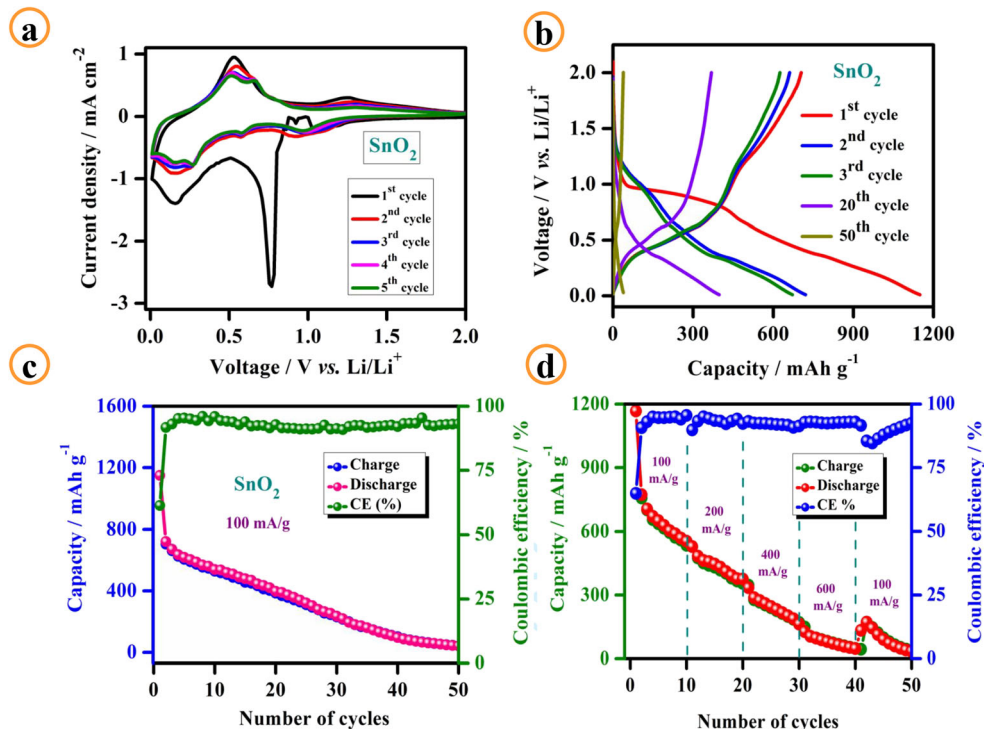 a
Current density / mA cm⁻²
1
0
-1
-2
-3
SnO₂
1ˢᵗ cycle
2ⁿᵈ cycle
3ʳᵈ cycle
4ᵗʰ cycle
5ᵗʰ cycle
0.0 0.5 1.0 1.5 2.0
Voltage / V vs. Li/Li⁺
b
Voltage / V vs. Li/Li⁺
2.0
1.5
1.0
0.5
0.0
SnO₂
1ˢᵗ cycle
2ⁿᵈ cycle
3ʳᵈ cycle
20ᵗʰ cycle
50ᵗʰ cycle
0 300 600 900 1200
Capacity / mAh g⁻¹
c
Capacity / mAh g⁻¹
1600
1200
800
400
0
SnO₂
100 mA/g
Charge
Discharge
CE (%)
100
75
50
25
0
Coulombic efficiency / %
0 10 20 30 40 50
Number of cycles
d
Capacity / mAh g⁻¹
1200
900
600
300
0
100
mA/g
200
mA/g
400
mA/g
600
mA/g
100
mA/g
Charge
Discharge
CE %
100
75
50
25
0
Coulombic efficiency / %
0 10 20 30 40 50
Number of cycles